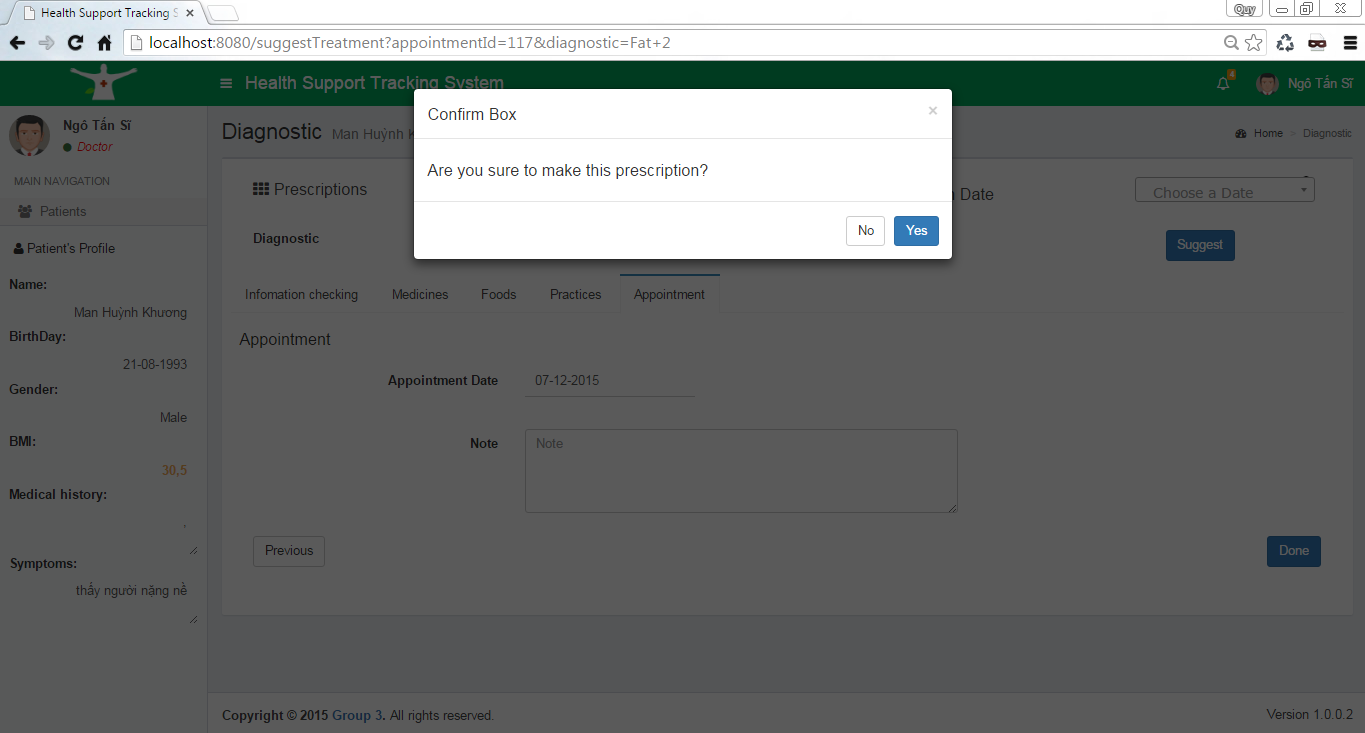 Health Support Tracking S
Quy
localhost:8080/suggestTreatment?appointmentId=117&diagnostic=Fat+2
Health Support Tracking System
4
Ngô Tấn Sĩ
Ngô Tấn Sĩ
Doctor
MAIN NAVIGATION
Patients
Patient's Profile
Name:
Man Huỳnh Khương
BirthDay:
21-08-1993
Gender:
Male
BMI:
30,5
Medical history:
,
Symptoms:
thấy người nặng nề
Diagnostic Man Huỳnh
Home > Diagnostic
Confirm Box ×
Are you sure to make this prescription?
No Yes
Prescriptions
Date
Choose a Date
Diagnostic
Suggest
Infomation checking Medicines Foods Practices Appointment
Appointment
Appointment Date 07-12-2015
Note Note
Previous Done
Copyright © 2015 Group 3. All rights reserved.
Version 1.0.0.2